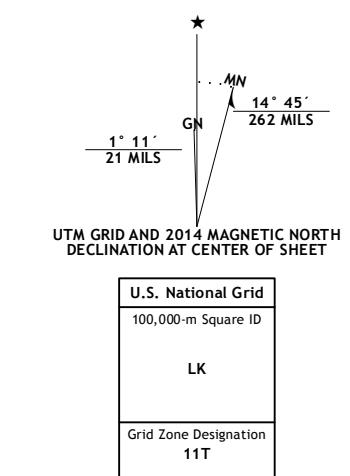 ★
MN
GN
14° 45´
262 MILS
1° 11´
21 MILS
UTM GRID AND 2014 MAGNETIC NORTH
DECLINATION AT CENTER OF SHEET
U.S. National Grid
100,000-m Square ID
LK
Grid Zone Designation
11T